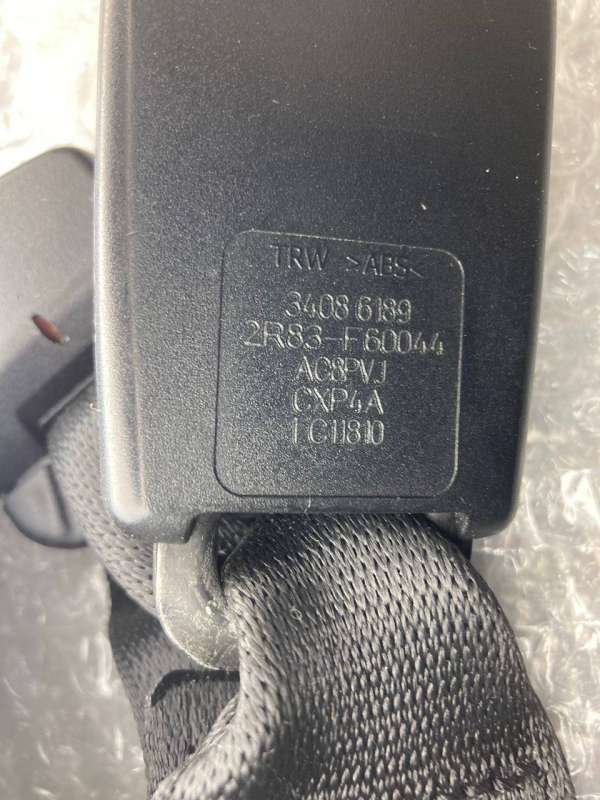 TRW >ABS<
3408 6189
2R83-F60044
AC8PVJ
CXP4A
LC11810